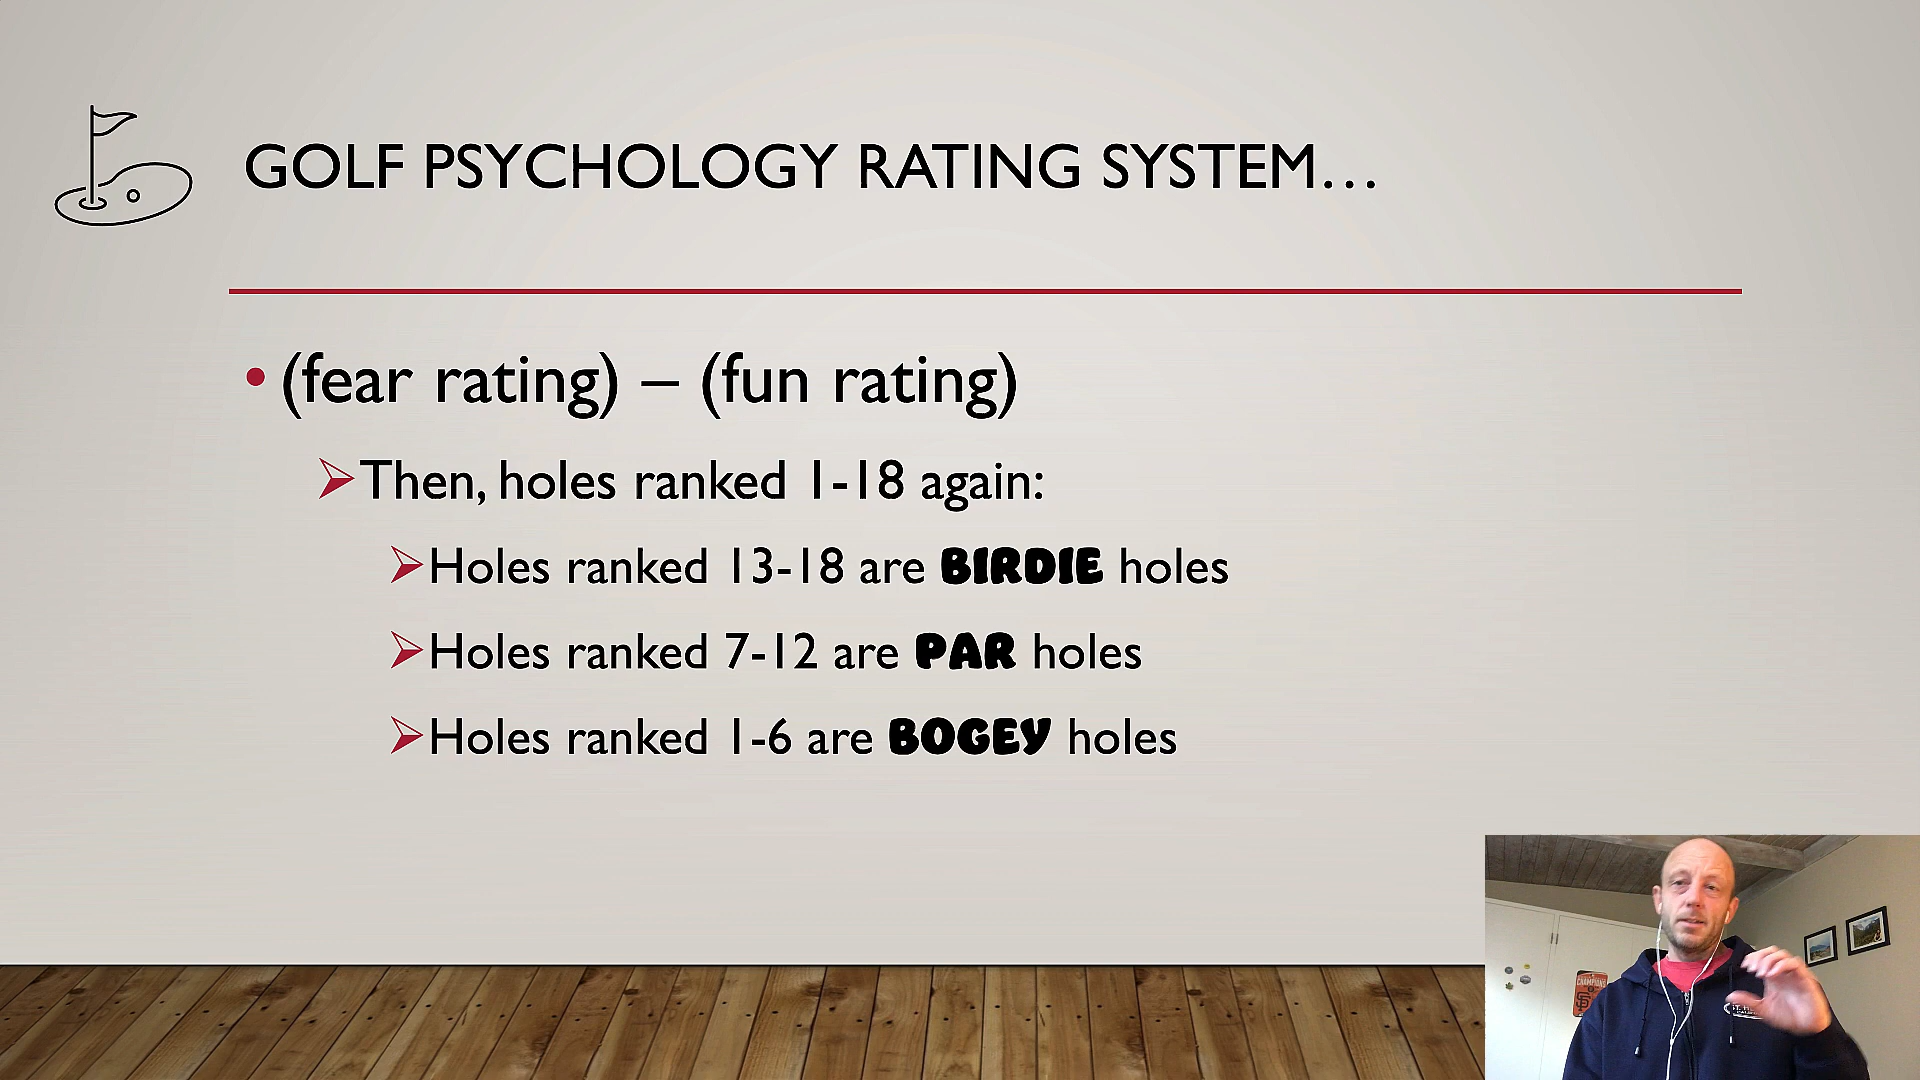 GOLF PSYCHOLOGY RATING SYSTEM…
• (fear rating) – (fun rating)
Then, holes ranked 1-18 again:
Holes ranked 13-18 are BIRDIE holes
Holes ranked 7-12 are PAR holes
Holes ranked 1-6 are BOGEY holes
CHAMPIONS